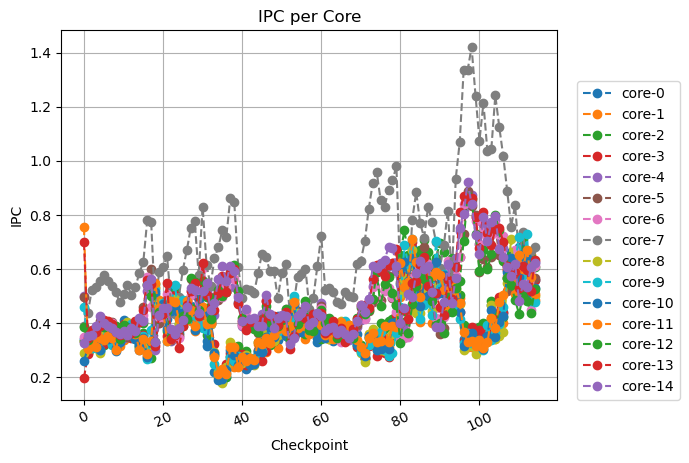 IPC per Core
IPC
1.4
1.2
1.0
0.8
0.6
0.4
0.2
0
20
40
60
80
100
Checkpoint
core-0
core-1
core-2
core-3
core-4
core-5
core-6
core-7
core-8
core-9
core-10
core-11
core-12
core-13
core-14